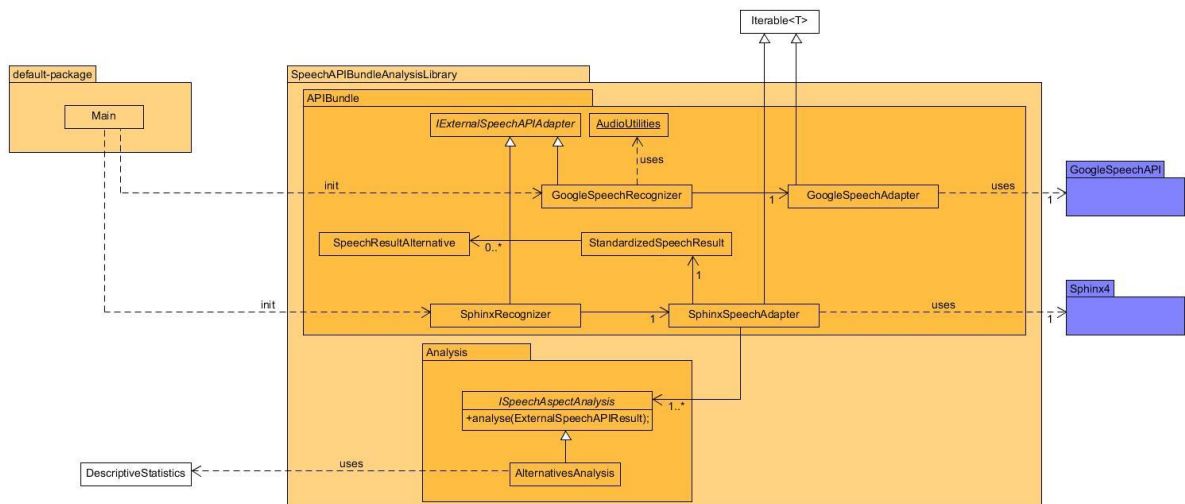 Iterable<T>
default-package
SpeechAPIBundleAnalysisLibrary
APIBundle
Main
IExternalSpeechAPIAdapter
AudioUtilities
uses
GoogleSpeechAPI
init
GoogleSpeechRecognizer
1
GoogleSpeechAdapter
uses
1
SpeechResultAlternative
0..*
StandardizedSpeechResult
1
Sphinx4
init
SphinxRecognizer
1
SphinxSpeechAdapter
uses
1
Analysis
ISpeechAspectAnalysis
1..*
+analyse(ExternalSpeechAPIResult);
DescriptiveStatistics
uses
AlternativesAnalysis